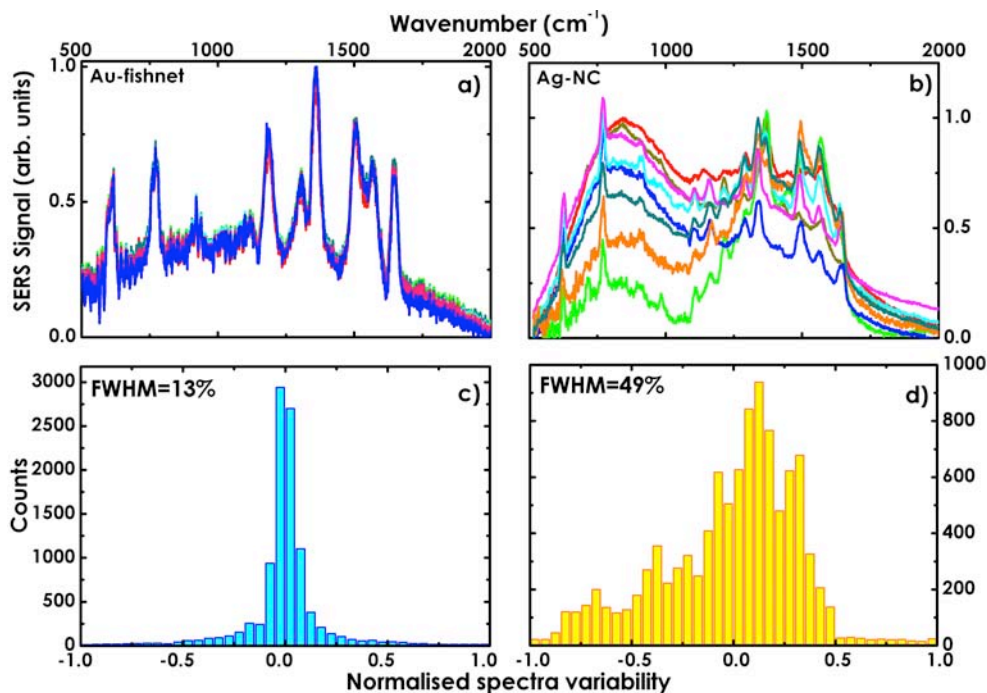 Wavenumber (cm⁻¹)
500 1000 1500 2000 500 1000 1500 2000
Au-fishnet a) Ag-NC b)
SERS Signal (arb. units)
1.0
0.5
0.0
1.0
0.5
0.0
FWHM=13% c) FWHM=49% d)
Counts
3000
2500
2000
1500
1000
500
0
1000
800
600
400
200
0
-1.0 -0.5 0.0 0.5 1.0 -1.0 -0.5 0.0 0.5 1.0
Normalised spectra variability